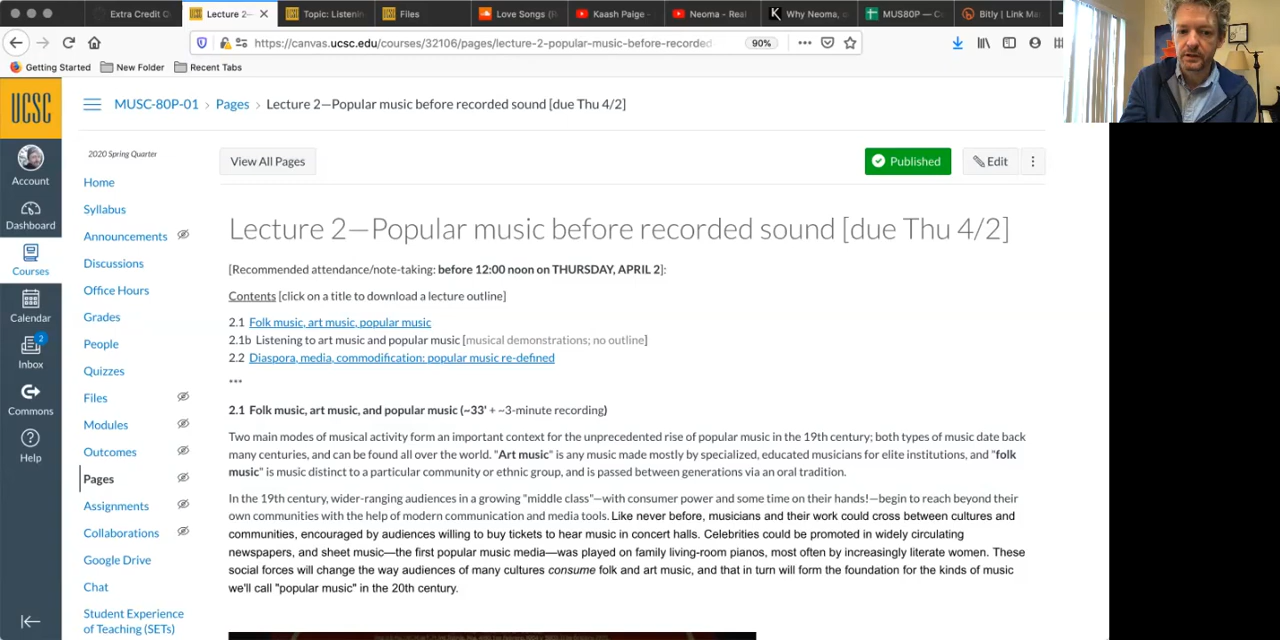 Extra Credit
Lecture 2—
Topic: Listenin
Files
Love Songs (
Kaash Paige -
Neoma - Real
Why Neoma,
MUS80P — C
Bitly | Link Ma
https://canvas.ucsc.edu/courses/32106/pages/lecture-2-popular-music-before-recorded
90%
Getting Started
New Folder
Recent Tabs
UCSC
MUSC-80P-01 › Pages › Lecture 2—Popular music before recorded sound [due Thu 4/2]
Account
Dashboard
Courses
Calendar
2
Inbox
Commons
Help
2020 Spring Quarter
Home
Syllabus
Announcements
Discussions
Office Hours
Grades
People
Quizzes
Files
Modules
Outcomes
Pages
Assignments
Collaborations
Google Drive
Chat
Student Experience
of Teaching (SETs)
View All Pages
Published
Edit
Lecture 2—Popular music before recorded sound [due Thu 4/2]
[Recommended attendance/note-taking: before 12:00 noon on THURSDAY, APRIL 2]:
Contents [click on a title to download a lecture outline]
2.1 Folk music, art music, popular music
2.1b Listening to art music and popular music [musical demonstrations; no outline]
2.2 Diaspora, media, commodification: popular music re-defined
***
2.1 Folk music, art music, and popular music (~33' + ~3-minute recording)
Two main modes of musical activity form an important context for the unprecedented rise of popular music in the 19th century; both types of music date back
many centuries, and can be found all over the world. "Art music" is any music made mostly by specialized, educated musicians for elite institutions, and "folk
music" is music distinct to a particular community or ethnic group, and is passed between generations via an oral tradition.
In the 19th century, wider-ranging audiences in a growing "middle class"—with consumer power and some time on their hands!—begin to reach beyond their
own communities with the help of modern communication and media tools. Like never before, musicians and their work could cross between cultures and
communities, encouraged by audiences willing to buy tickets to hear music in concert halls. Celebrities could be promoted in widely circulating
newspapers, and sheet music—the first popular music media—was played on family living-room pianos, most often by increasingly literate women. These
social forces will change the way audiences of many cultures consume folk and art music, and that in turn will form the foundation for the kinds of music
we'll call "popular music" in the 20th century.